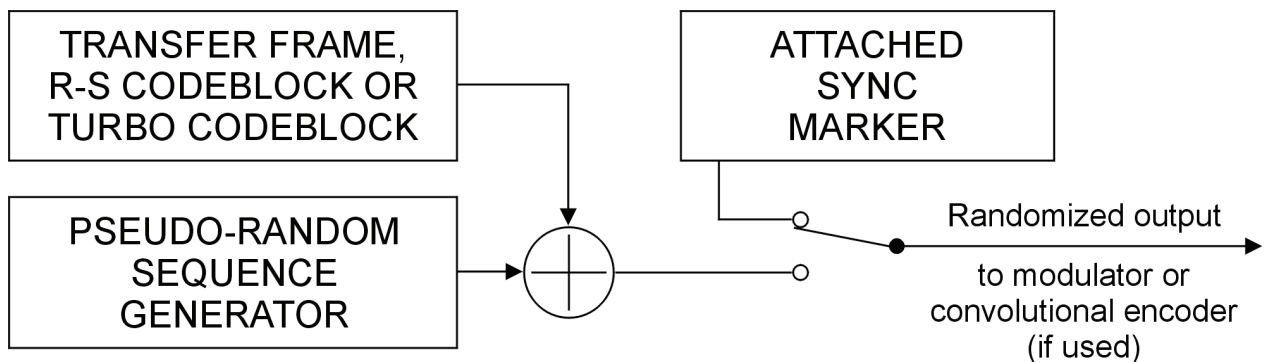 TRANSFER FRAME,
R-S CODEBLOCK OR
TURBO CODEBLOCK
ATTACHED
SYNC
MARKER
PSEUDO-RANDOM
SEQUENCE
GENERATOR
Randomized output
to modulator or
convolutional encoder
(if used)